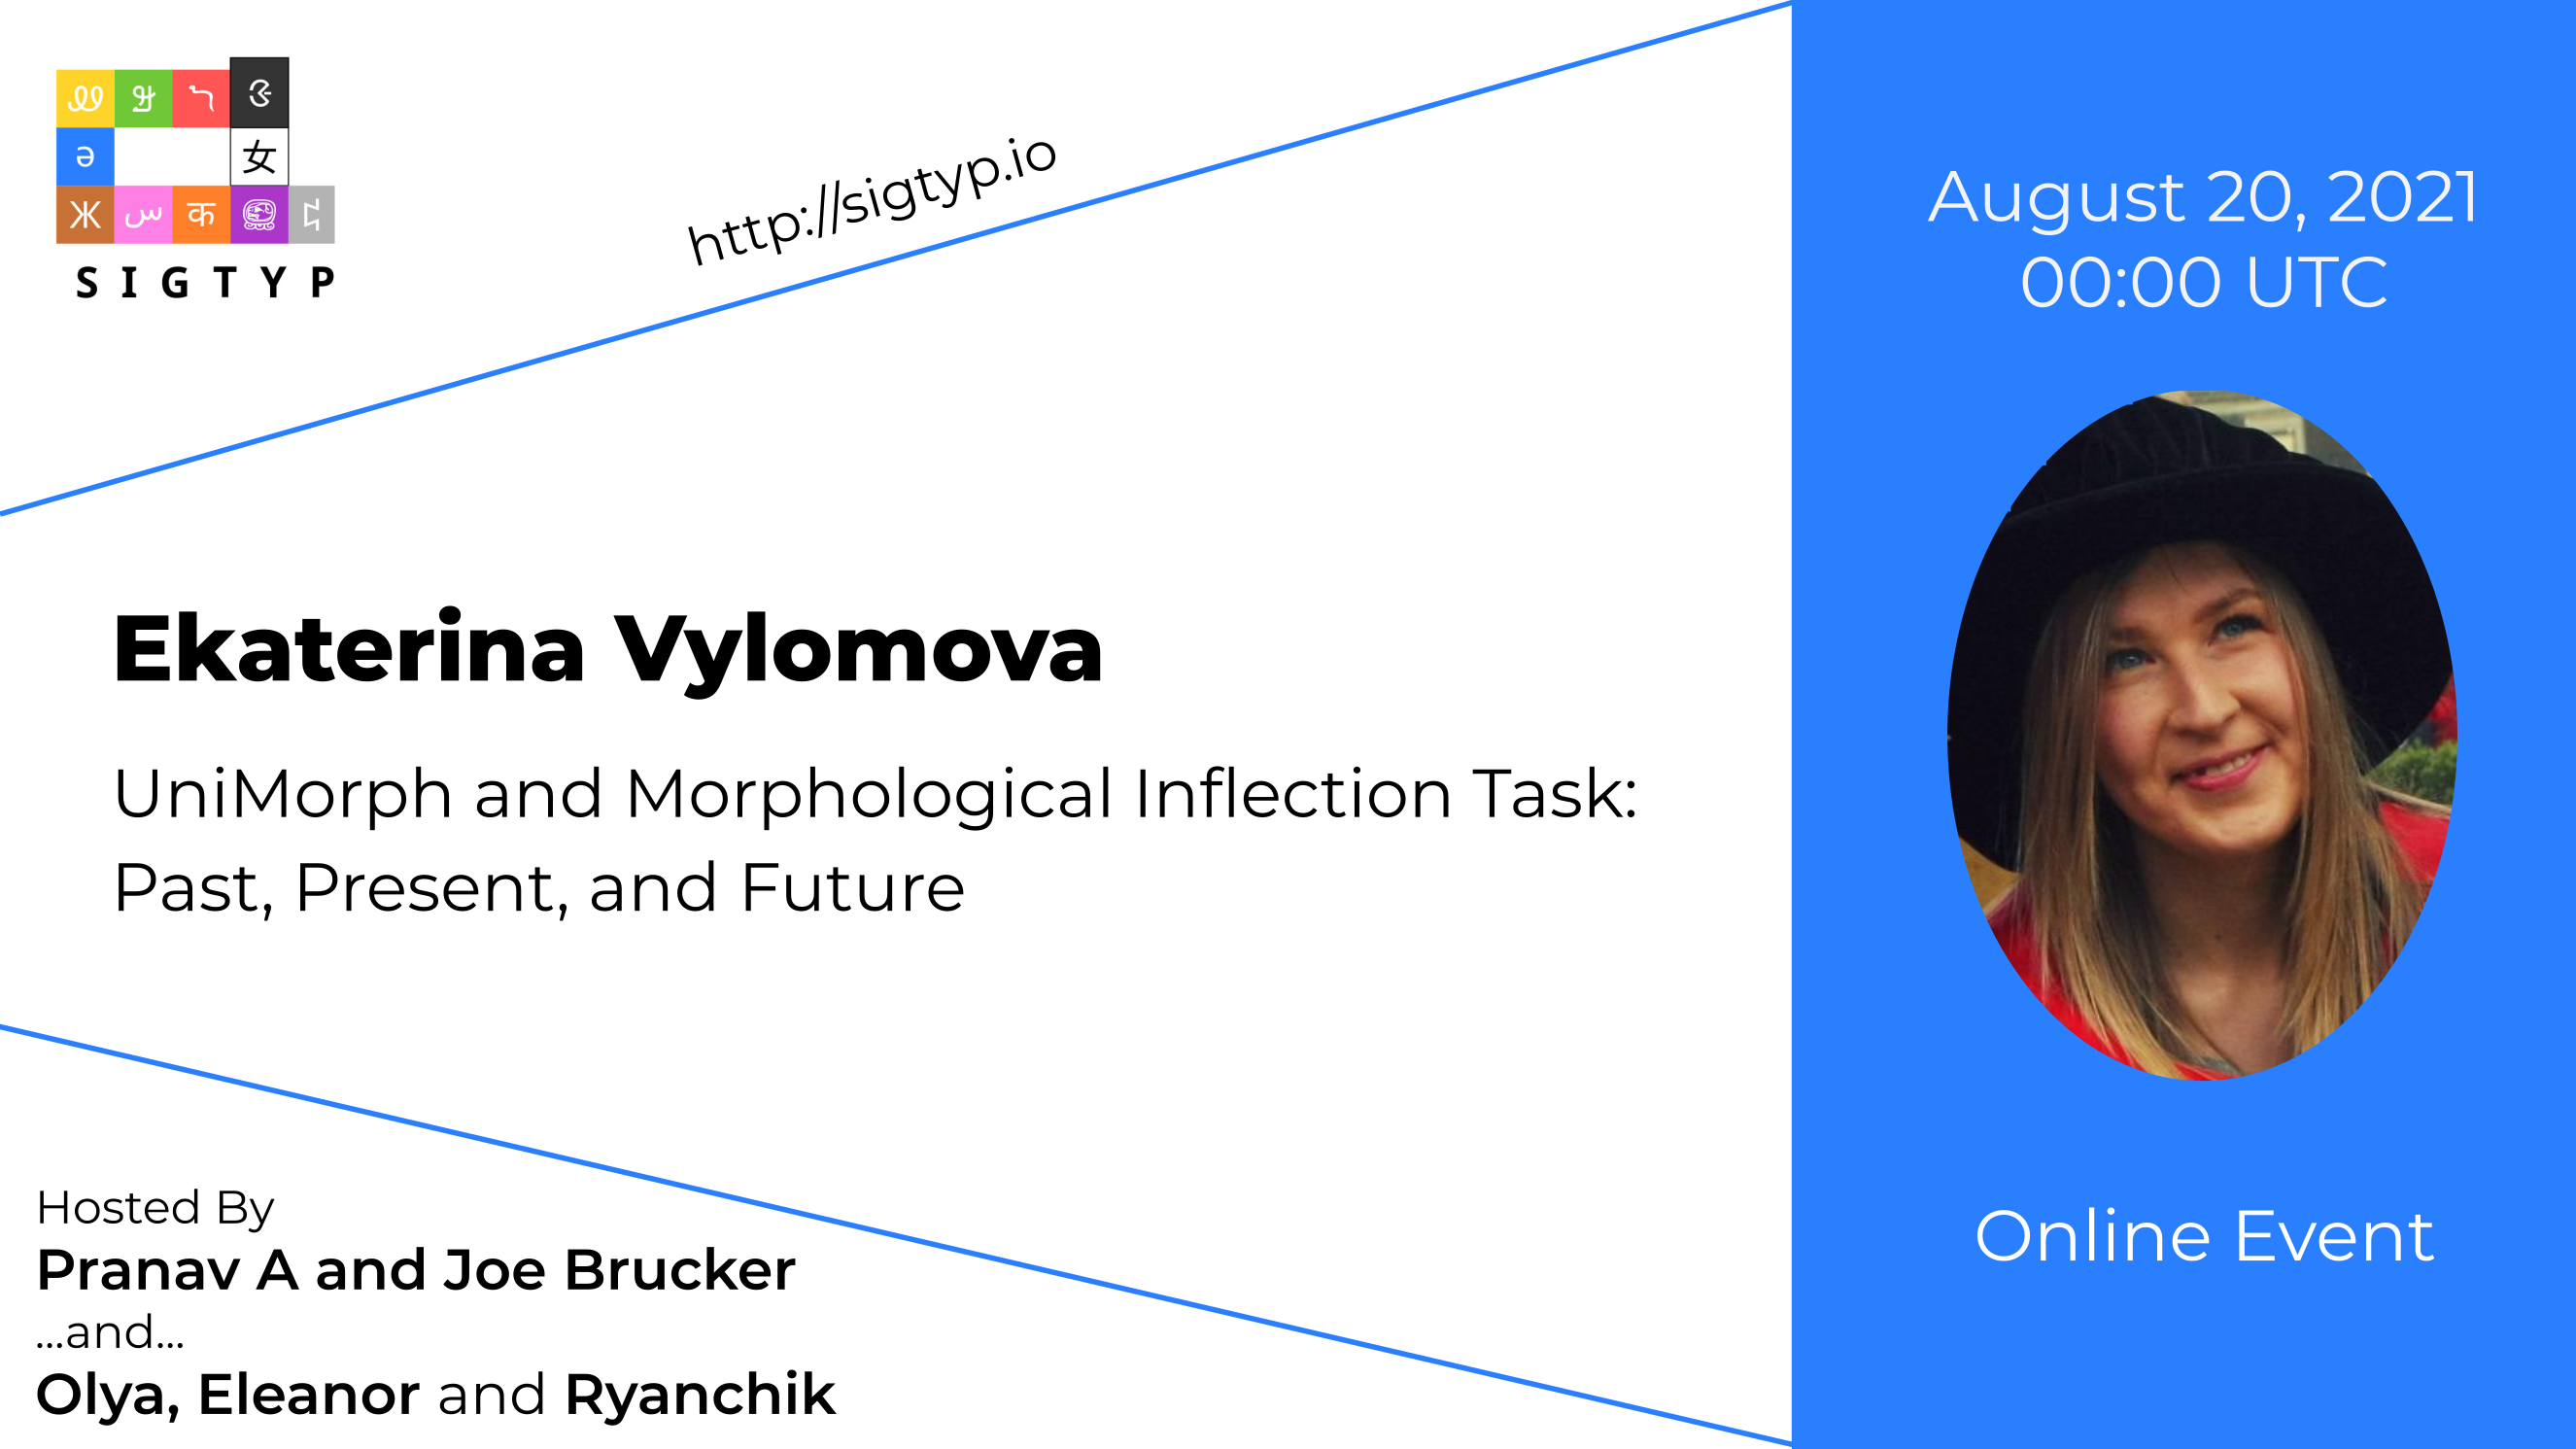 ə
女
Ж س क
S I G T Y P
http://sigtyp.io
August 20, 2021
00:00 UTC
Ekaterina Vylomova
UniMorph and Morphological Inflection Task:
Past, Present, and Future
Hosted By
Pranav A and Joe Brucker
...and...
Olya, Eleanor and Ryanchik
Online Event